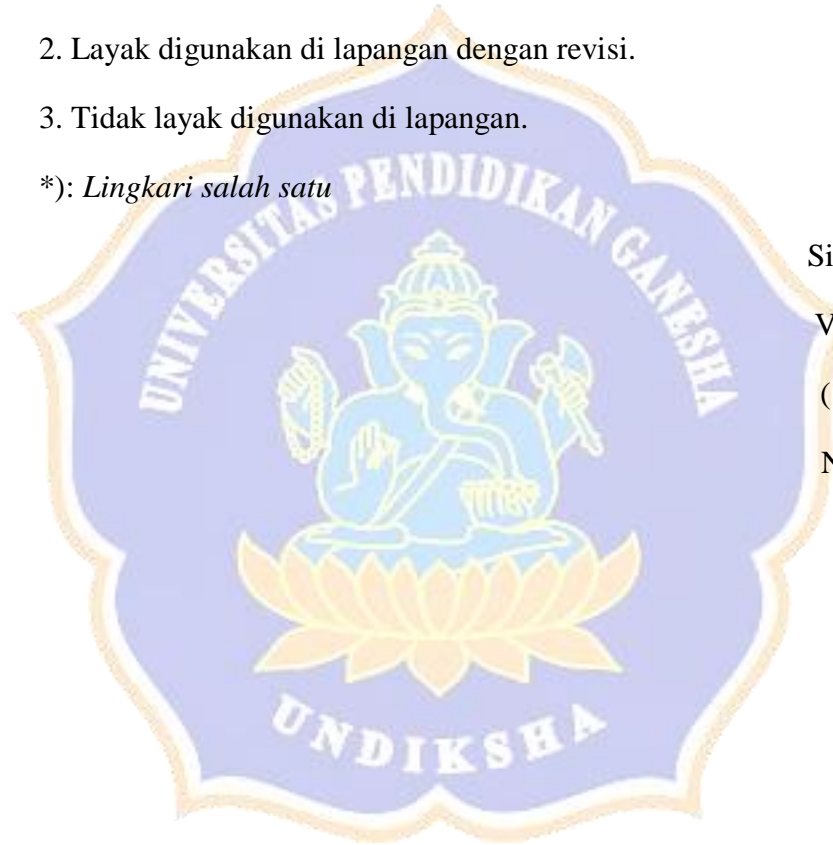 2. Layak digunakan di lapangan dengan revisi.
3. Tidak layak digunakan di lapangan.
*): Lingkari salah satu
UNIVERSITAS PENDIDIKAN GANESHA
Si
V
(
N
UNDIKSHA